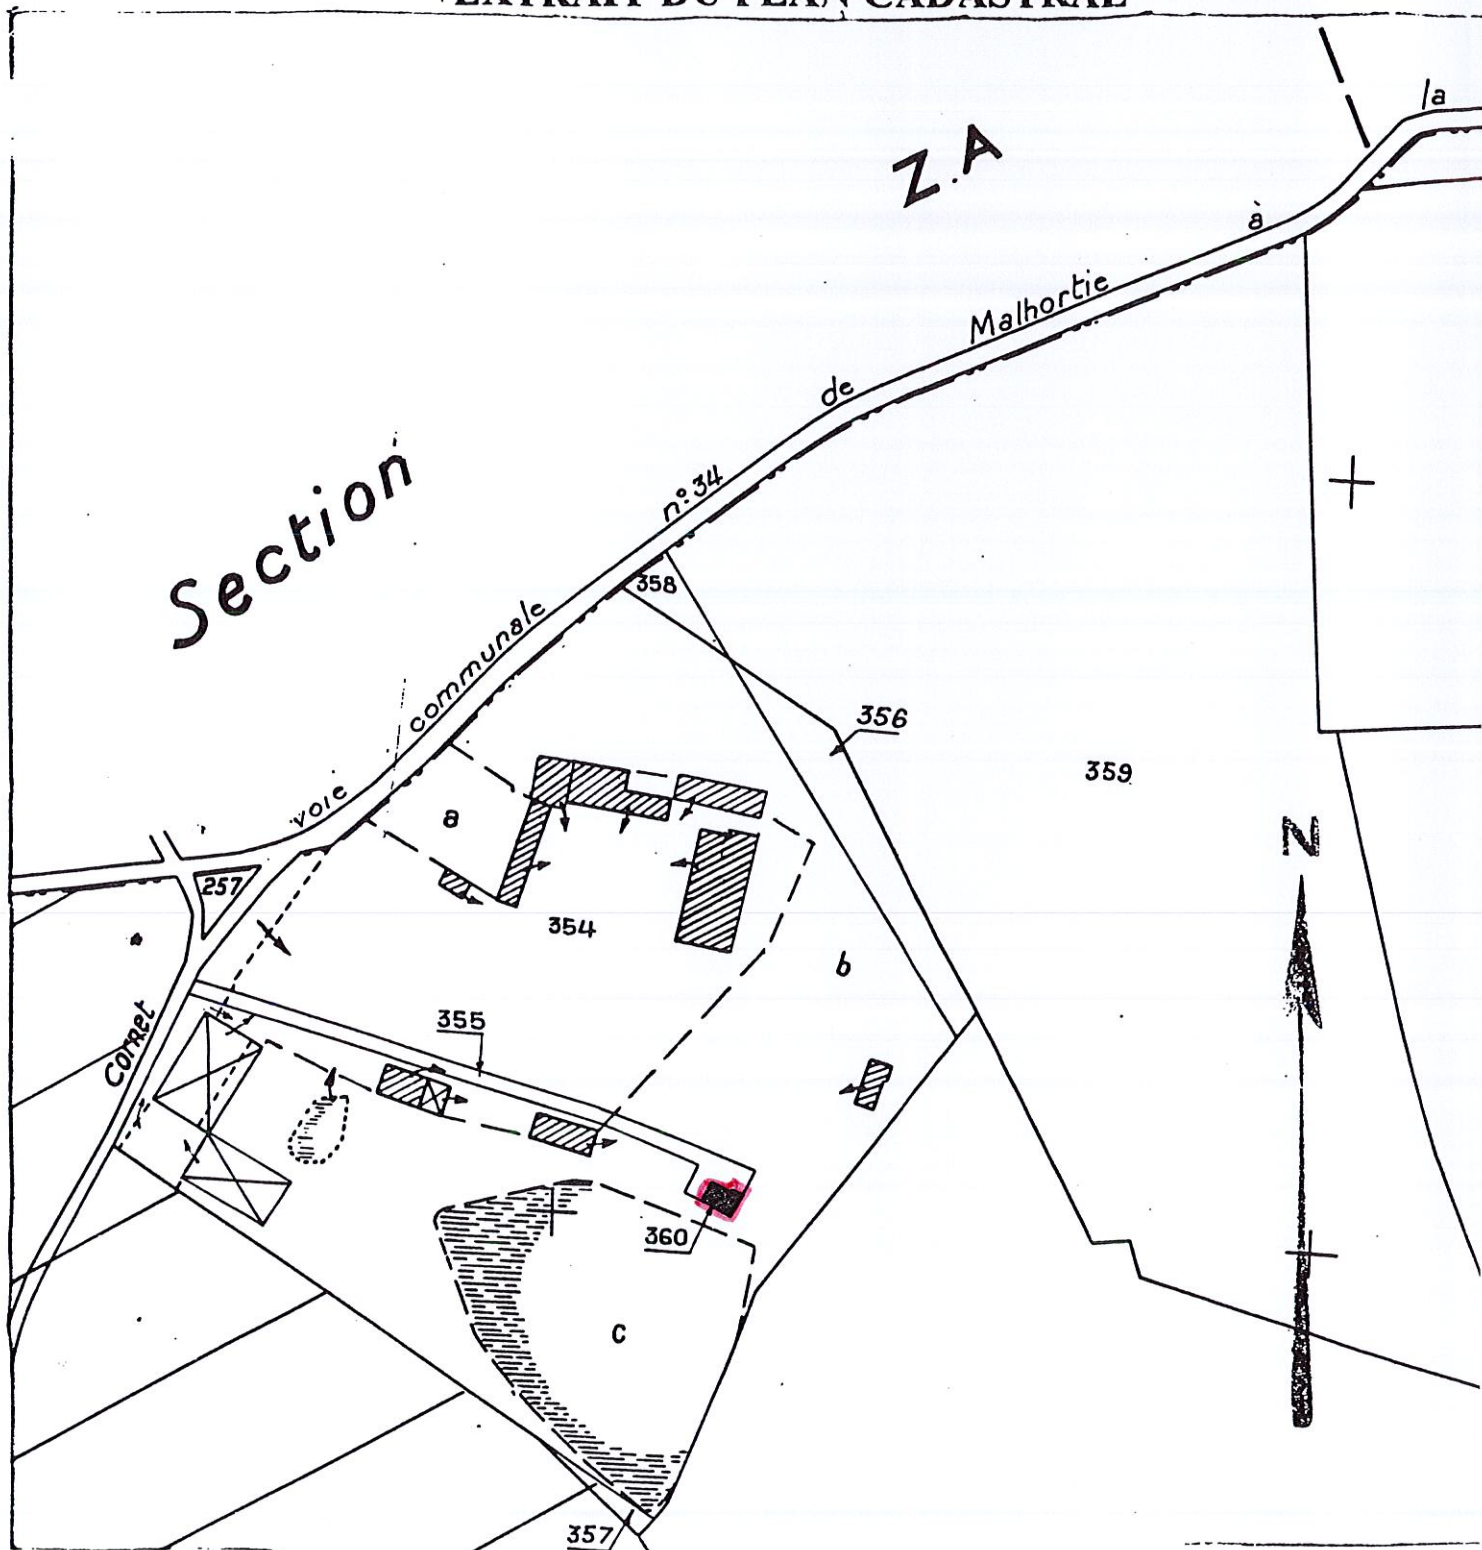 EXTRAIT DU PLAN CADASTRAL
la
Z.A
à
Malhortie
de
Section
n° 34
358
communale
356
359
voie
a
N
257
354
b
355
Cornet
360
c
357